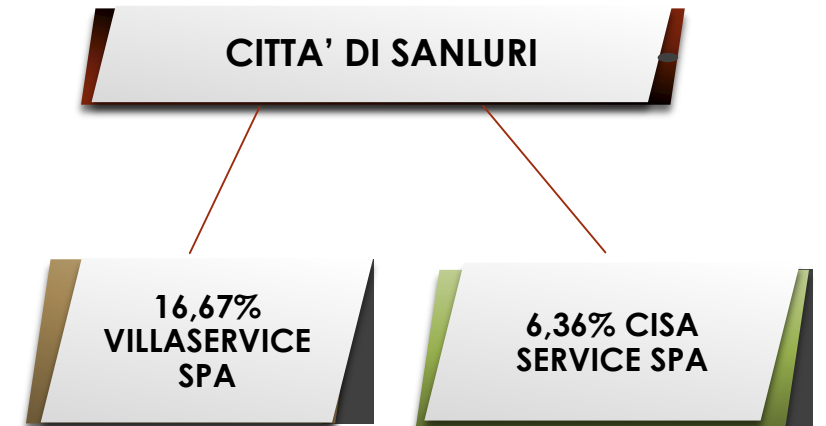 CITTA’ DI SANLURI
16,67%
VILLASERVICE
SPA
6,36% CISA
SERVICE SPA